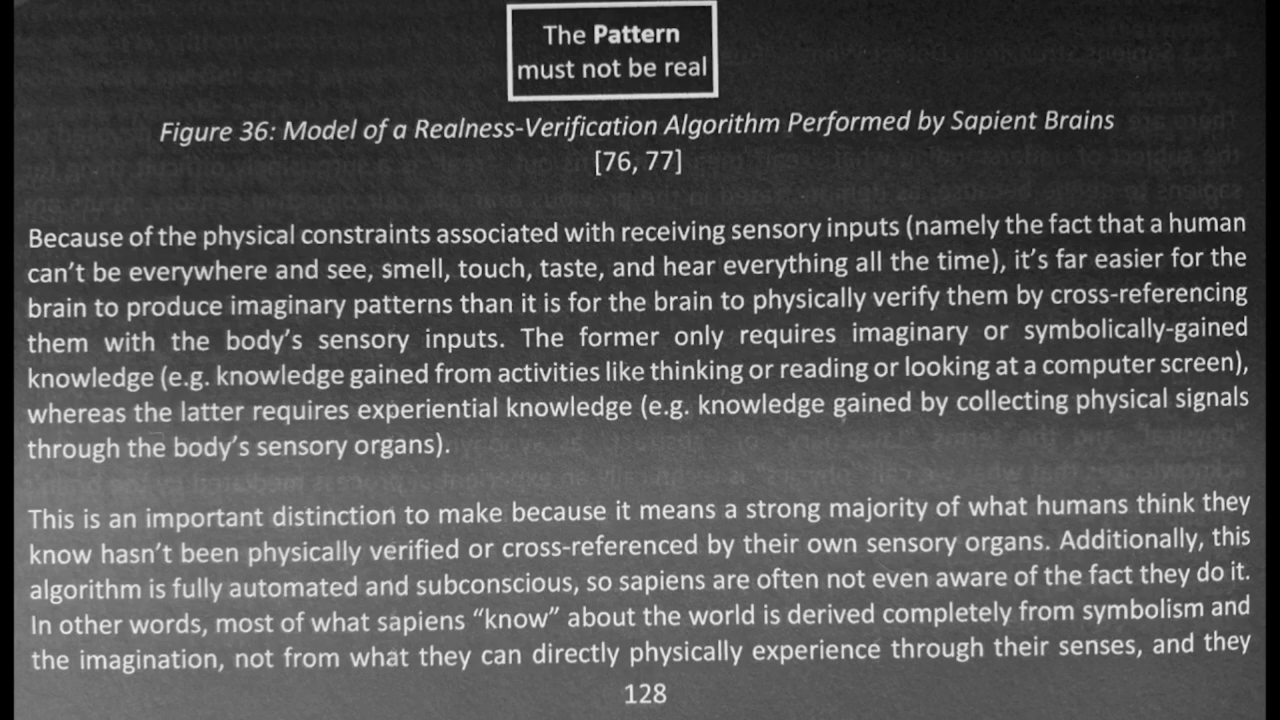 The Pattern
must not be real
Figure 36: Model of a Realness-Verification Algorithm Performed by Sapient Brains
[76, 77]
Because of the physical constraints associated with receiving sensory inputs (namely the fact that a human
can't be everywhere and see, smell, touch, taste, and hear everything all the time), it's far easier for the
brain to produce imaginary patterns than it is for the brain to physically verify them by cross-referencing
them with the body's sensory inputs. The former only requires imaginary or symbolically-gained
knowledge (e.g. knowledge gained from activities like thinking or reading or looking at a computer screen),
whereas the latter requires experiential knowledge (e.g. knowledge gained by collecting physical signals
through the body's sensory organs).
This is an important distinction to make because it means a strong majority of what humans think they
know hasn't been physically verified or cross-referenced by their own sensory organs. Additionally, this
algorithm is fully automated and subconscious, so sapiens are often not even aware of the fact they do it.
In other words, most of what sapiens “know” about the world is derived completely from symbolism and
the imagination, not from what they can directly physically experience through their senses, and they
128